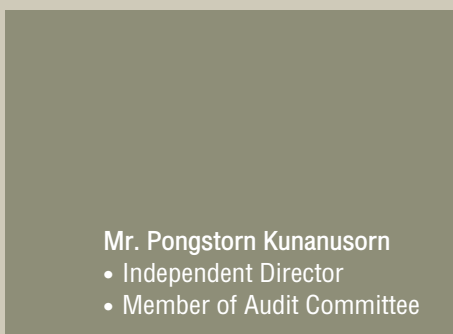 Mr. Pongstorn Kunanusorn
• Independent Director
• Member of Audit Committee